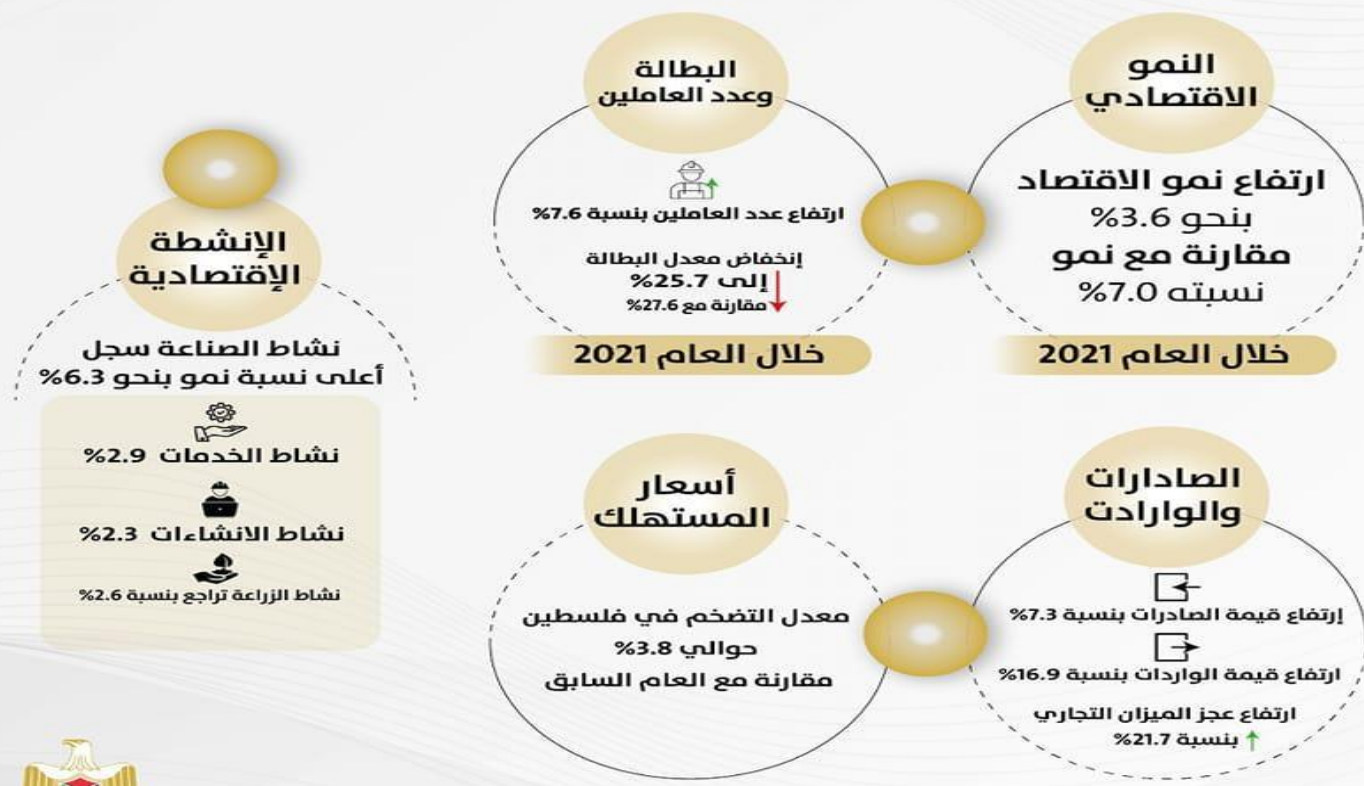 النمو
الاقتصادي
ارتفاع نمو الاقتصاد
بنحو 3.6%
مقارنة مع نمو
نسبته 7.0%
خلال العام 2021
البطالة
وعدد العاملين
ارتفاع عدد العاملين بنسبة 7.6%
إنخفاض معدل البطالة
إلى 25.7%
مقارنة مع 27.6%
خلال العام 2021
الإنشطة
الإقتصادية
نشاط الصناعة سجل
أعلى نسبة نمو بنحو 6.3%
نشاط الخدمات 2.9%
نشاط الانشاءات 2.3%
نشاط الزراعة تراجع بنسبة 2.6%
الصادارات
والوارادت
إرتفاع قيمة الصادرات بنسبة 7.3%
ارتفاع قيمة الواردات بنسبة 16.9%
ارتفاع عجز الميزان التجاري
بنسبة 21.7%
أسعار
المستهلك
معدل التضخم في فلسطين
حوالي 3.8%
مقارنة مع العام السابق